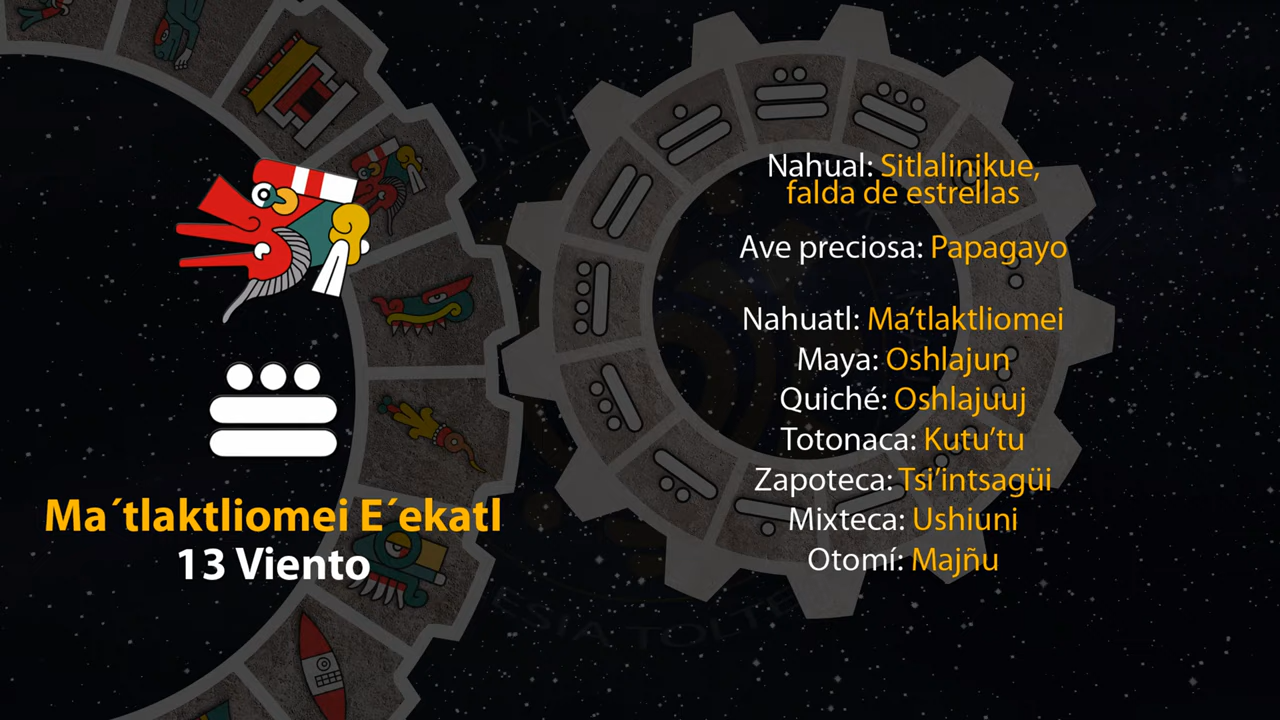 Ma´tlaktliomei E´ekatl
13 Viento
Nahual: Sitlalinikue,
falda de estrellas
Ave preciosa: Papagayo
Nahuatl: Ma’tlaktliomei
Maya: Oshlajun
Quiché: Oshlajuuj
Totonaca: Kutu’tu
Zapoteca: Tsi’intsagüi
Mixteca: Ushiuni
Otomí: Majñu